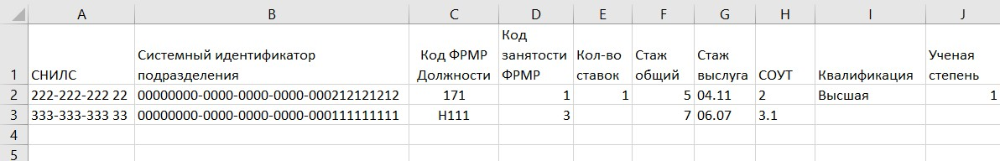 A B C D E F G H I J
1 СНИЛС Системный идентификатор подразделения Код ФРМР Должности Код занятости ФРМР Кол-во ставок Стаж общий Стаж выслуга СОУТ Квалификация Ученая степень
2 222-222-222 22 00000000-0000-0000-0000-000212121212 171 1 1 5 04.11 2 Высшая 1
3 333-333-333 33 00000000-0000-0000-0000-000111111111 Н111 3 7 06.07 3.1
4
5